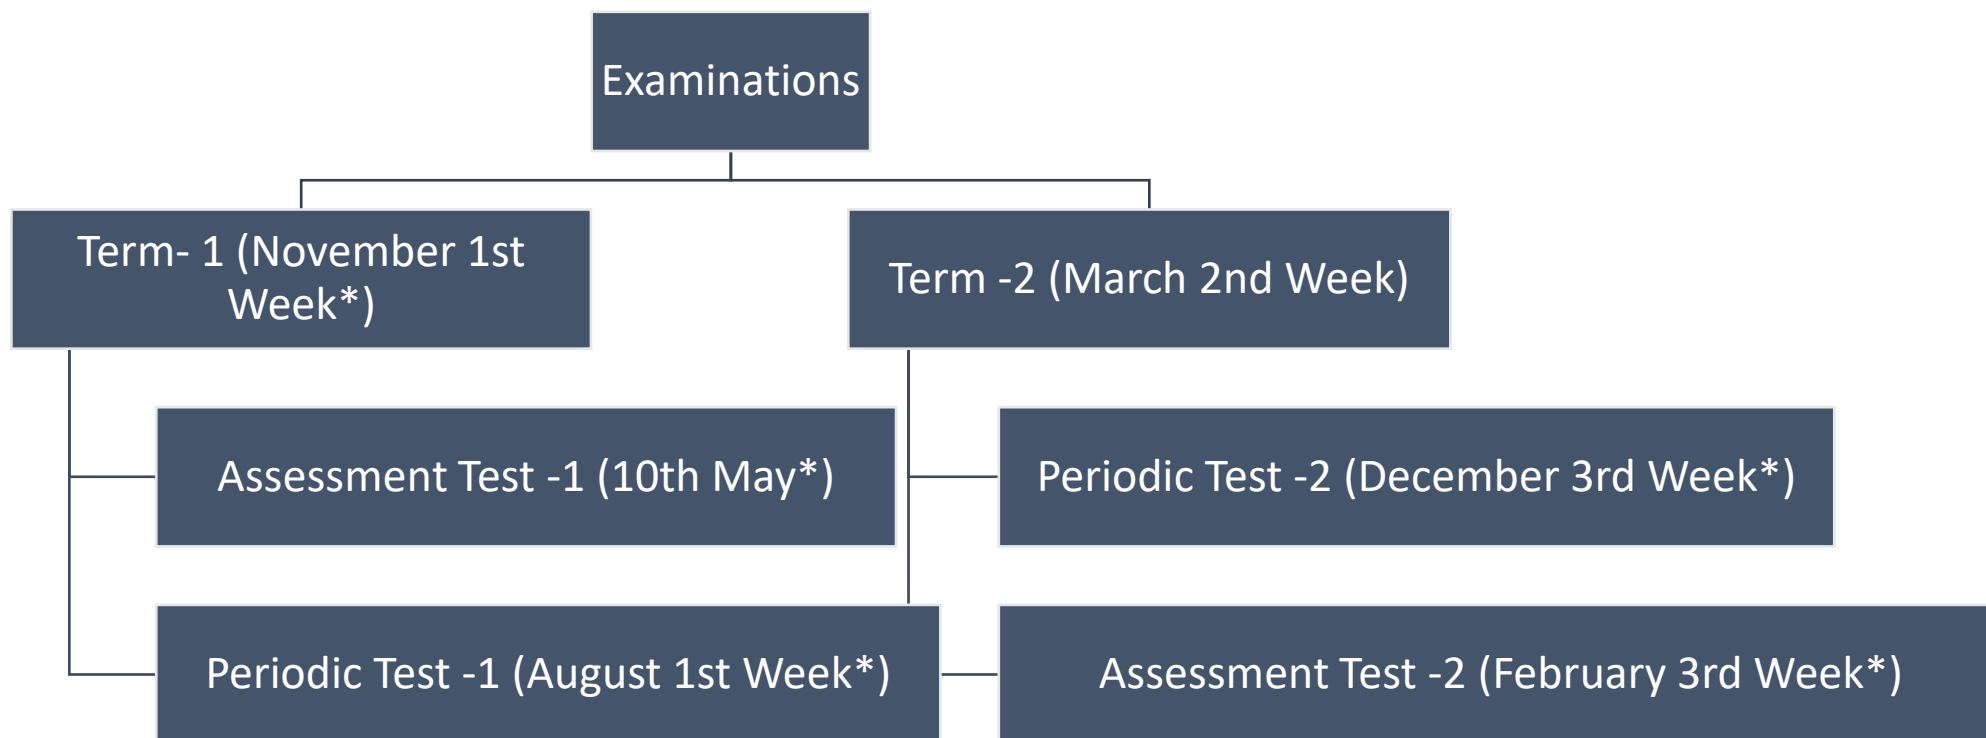 Examinations
Term- 1 (November 1st
Week*)
Term -2 (March 2nd Week)
Assessment Test -1 (10th May*)
Periodic Test -2 (December 3rd Week*)
Periodic Test -1 (August 1st Week*)
Assessment Test -2 (February 3rd Week*)